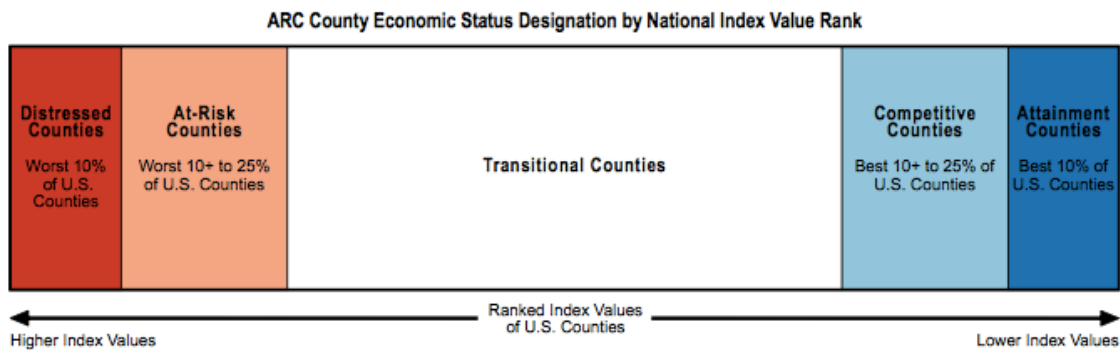 ARC County Economic Status Designation by National Index Value Rank
Distressed
Counties
Worst 10%
of U.S.
Counties
At-Risk
Counties
Worst 10+ to 25%
of U.S. Counties
Transitional Counties
Competitive
Counties
Best 10+ to 25% of
U.S. Counties
Attainment
Counties
Best 10% of
U.S. Counties
Ranked Index Values
of U.S. Counties
Higher Index Values
Lower Index Values